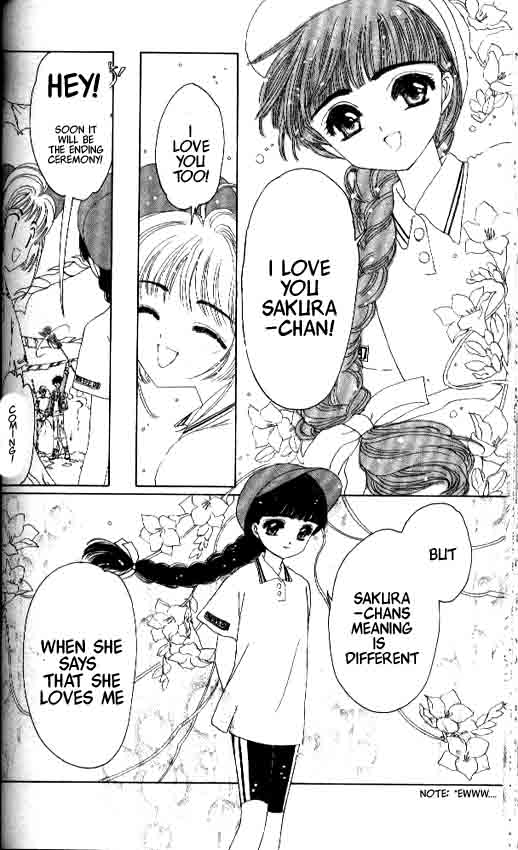 I LOVE
YOU
SAKURA
-CHAN!
I
LOVE
YOU
TOO!
HEY!
SOON IT
WILL BE
THE ENDING
CEREMONY!
COMING!
BUT
SAKURA
-CHANS
MEANING
IS
DIFFERENT
WHEN SHE
SAYS
THAT SHE
LOVES ME
NOTE: "EWWW....